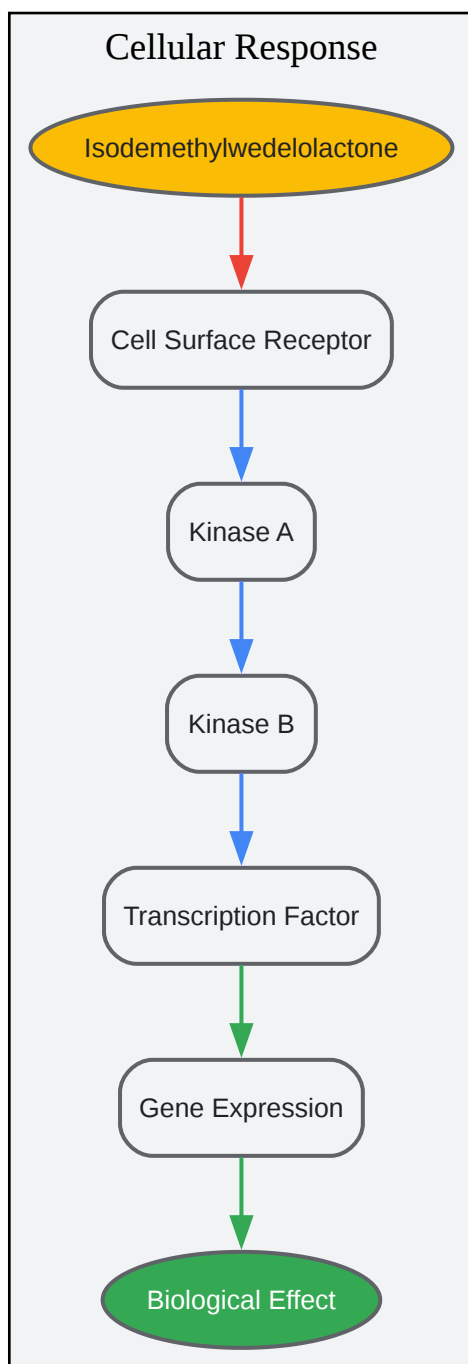 Cellular Response
Isodemethylwedelolactone
Cell Surface Receptor
Kinase A
Kinase B
Transcription Factor
Gene Expression
Biological Effect